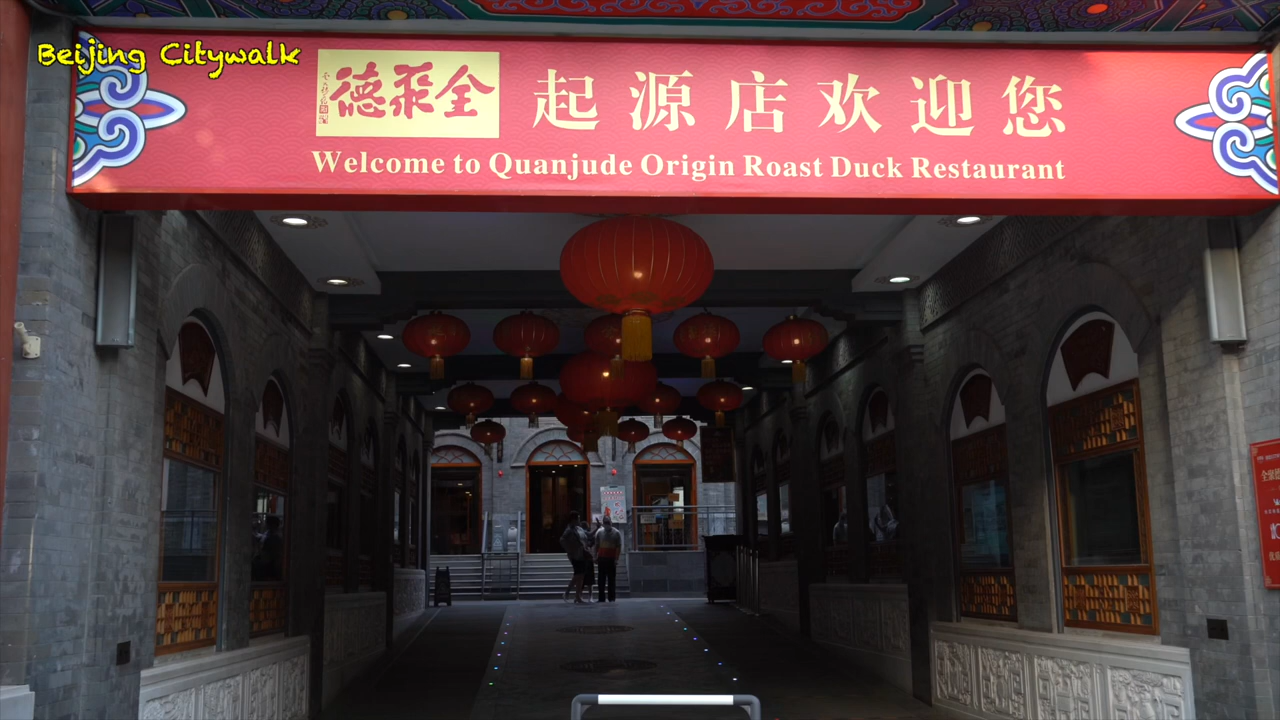 Beijing Citywalk
德聚全 起源店欢迎您
Welcome to Quanjude Origin Roast Duck Restaurant